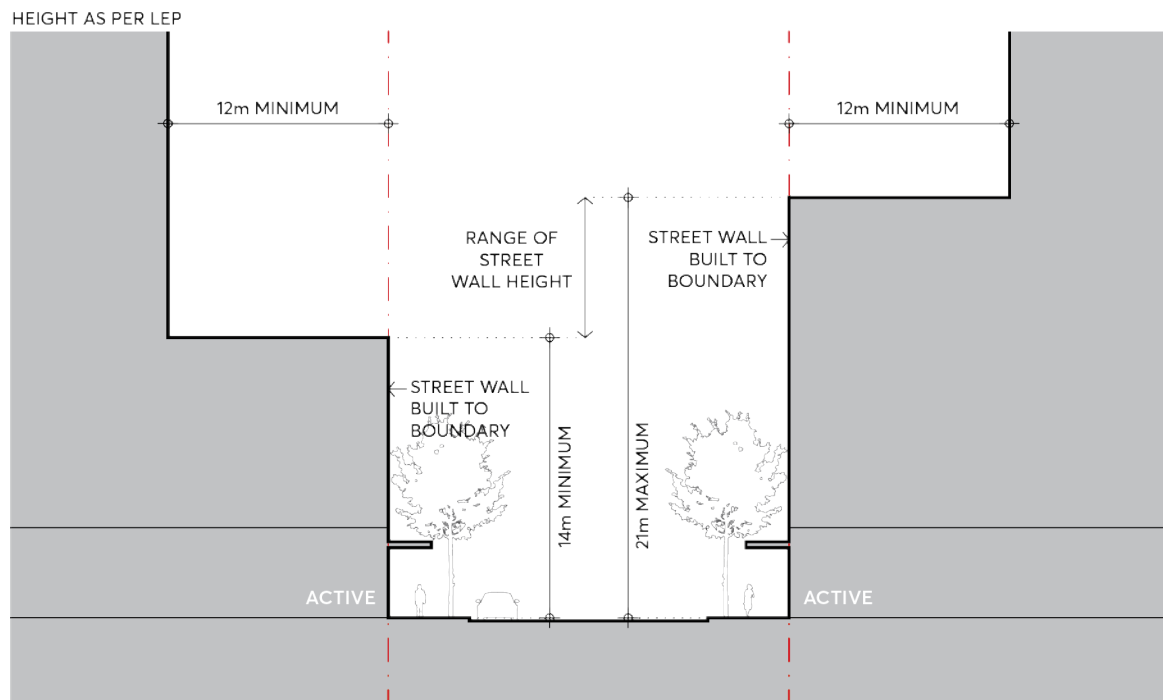 HEIGHT AS PER LEP
12m MINIMUM
12m MINIMUM
RANGE OF
STREET
WALL HEIGHT
STREET WALL
BUILT TO
BOUNDARY
STREET WALL
BUILT TO
BOUNDARY
14m MINIMUM
21m MAXIMUM
ACTIVE
ACTIVE